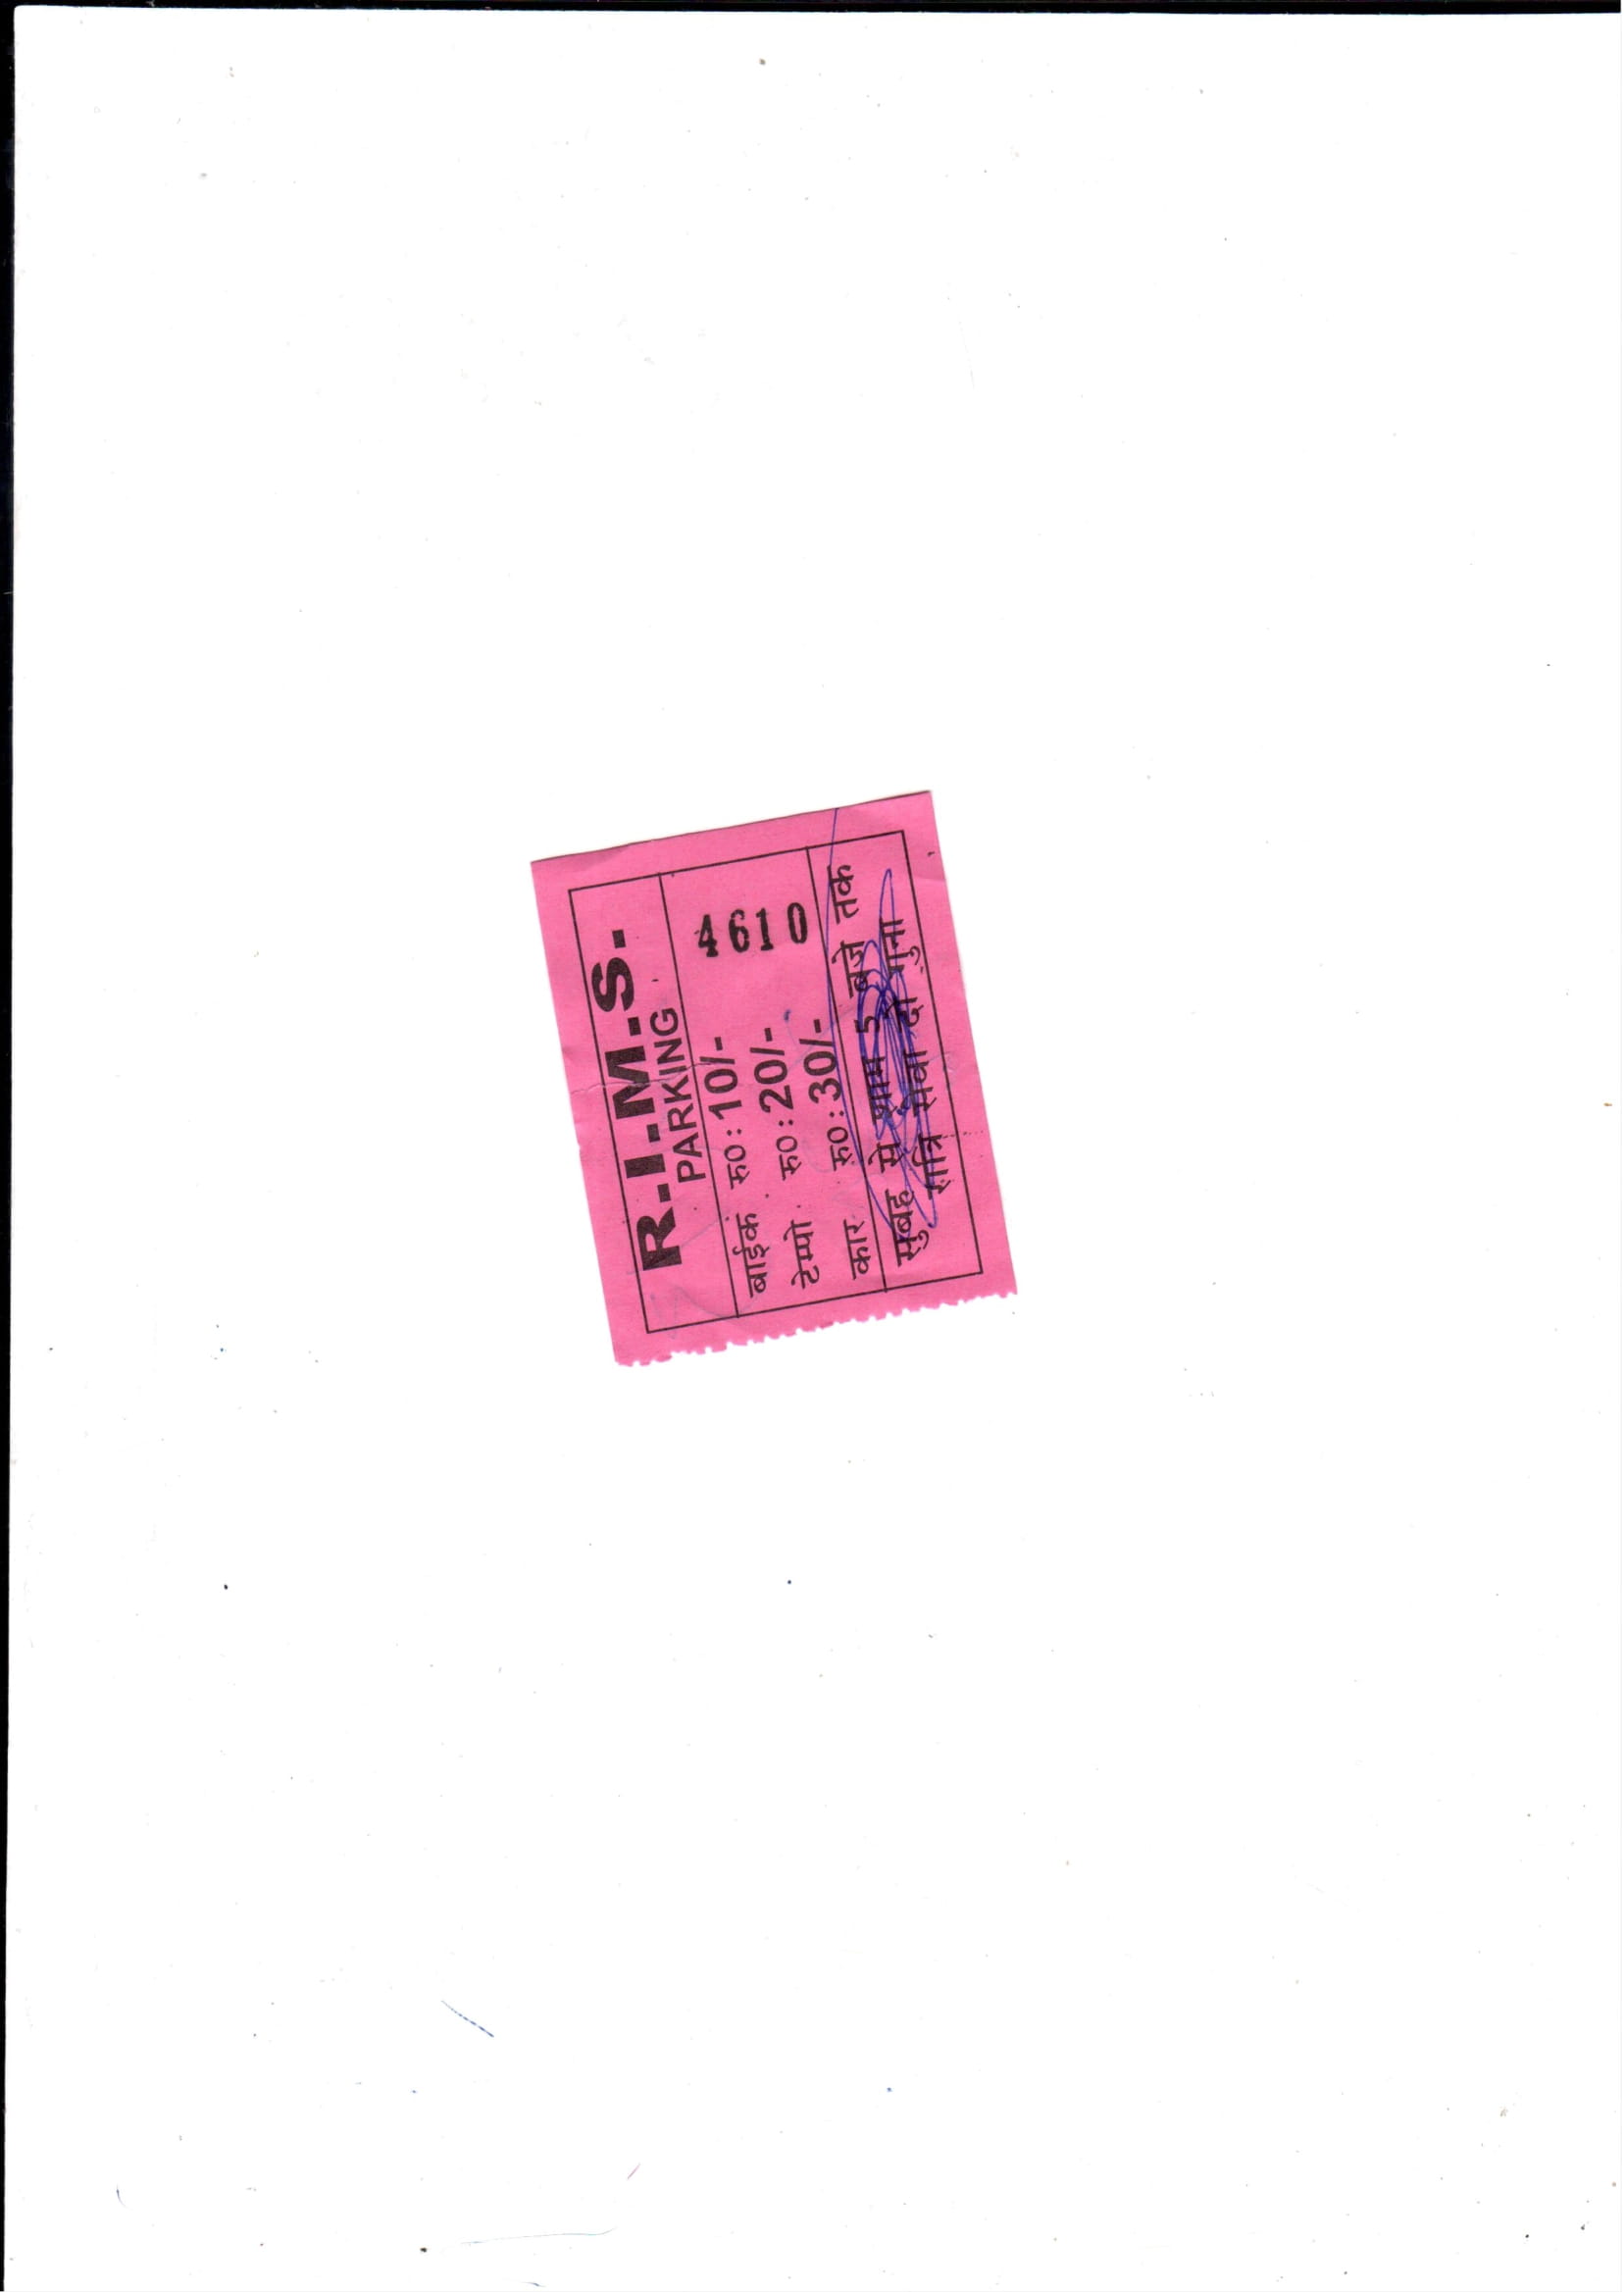 R.I.M.S.
PARKING
बाईक रु0: 10/-
टेम्पो रु0: 20/-
कार रु0: 30/-
4610
सुबह से शाम 5 बजे तक
रात्रि सेवा दो गुना